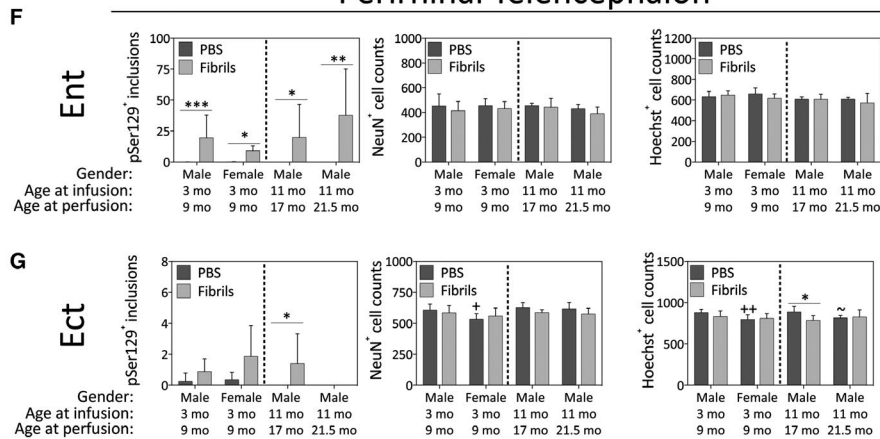 Perirhinal Telencephalon
F
Ent
pSer129+ inclusions
100
75
50
25
0
PBS
Fibrils
***
*
*
**
NeuN+ cell counts
1000
800
600
400
200
0
PBS
Fibrils
Hoechst+ cell counts
1200
1000
800
600
400
200
0
PBS
Fibrils
Gender: Male Female Male Male Male Female Male Male Male Female Male Male
Age at infusion: 3 mo 3 mo 11 mo 11 mo 3 mo 3 mo 11 mo 11 mo 3 mo 3 mo 11 mo 11 mo
Age at perfusion: 9 mo 9 mo 17 mo 21.5 mo 9 mo 9 mo 17 mo 21.5 mo 9 mo 9 mo 17 mo 21.5 mo
G
Ect
pSer129+ inclusions
8
6
4
2
0
PBS
Fibrils
*
NeuN+ cell counts
1000
750
500
250
0
PBS
Fibrils
+
Hoechst+ cell counts
1500
1000
500
0
PBS
Fibrils
++
*
~
Gender: Male Female Male Male Male Female Male Male Male Female Male Male
Age at infusion: 3 mo 3 mo 11 mo 11 mo 3 mo 3 mo 11 mo 11 mo 3 mo 3 mo 11 mo 11 mo
Age at perfusion: 9 mo 9 mo 17 mo 21.5 mo 9 mo 9 mo 17 mo 21.5 mo 9 mo 9 mo 17 mo 21.5 mo